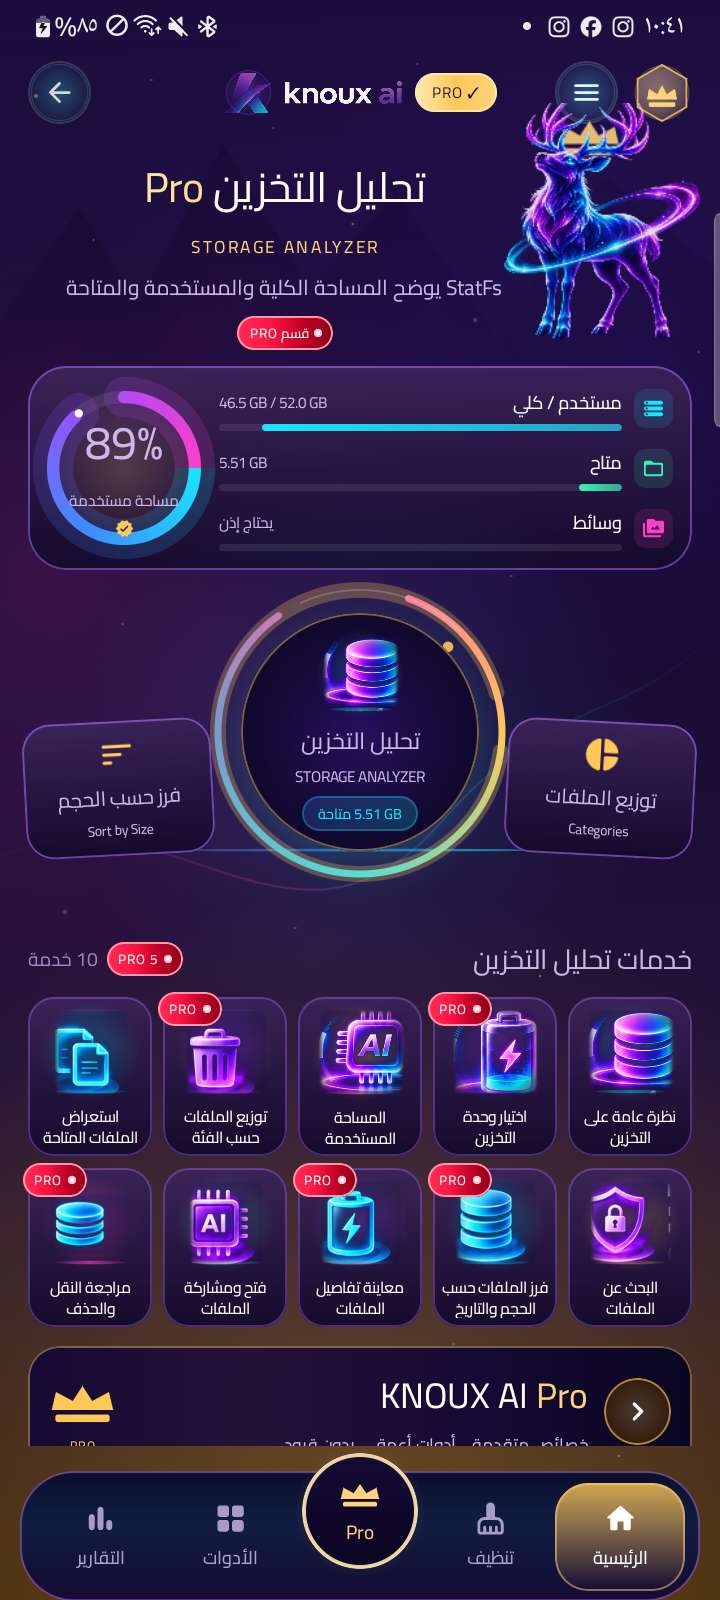 ١٠:٤١
%٨٥
knoux ai
PRO ✓
تحليل التخزين Pro
STORAGE ANALYZER
StatFs يوضح المساحة الكلية والمستخدمة والمتاحة
قسم PRO
مستخدم / كلي
46.5 GB / 52.0 GB
متاح
5.51 GB
وسائط
يحتاج إذن
89%
مساحة مستخدمة
تحليل التخزين
STORAGE ANALYZER
5.51 GB متاحة
توزيع الملفات
Categories
فرز حسب الحجم
Sort by Size
خدمات تحليل التخزين
PRO 5
10 خدمة
نظرة عامة على
التخزين
PRO
اختيار وحدة
التخزين
AI
المساحة
المستخدمة
PRO
توزيع الملفات
حسب الفئة
استعراض
الملفات المتاحة
البحث عن
الملفات
PRO
فرز الملفات حسب
الحجم والتاريخ
PRO
معاينة تفاصيل
الملفات
AI
فتح ومشاركة
الملفات
PRO
مراجعة النقل
والحذف
KNOUX AI Pro
PRO
الرئيسية
تنظيف
Pro
الأدوات
التقارير